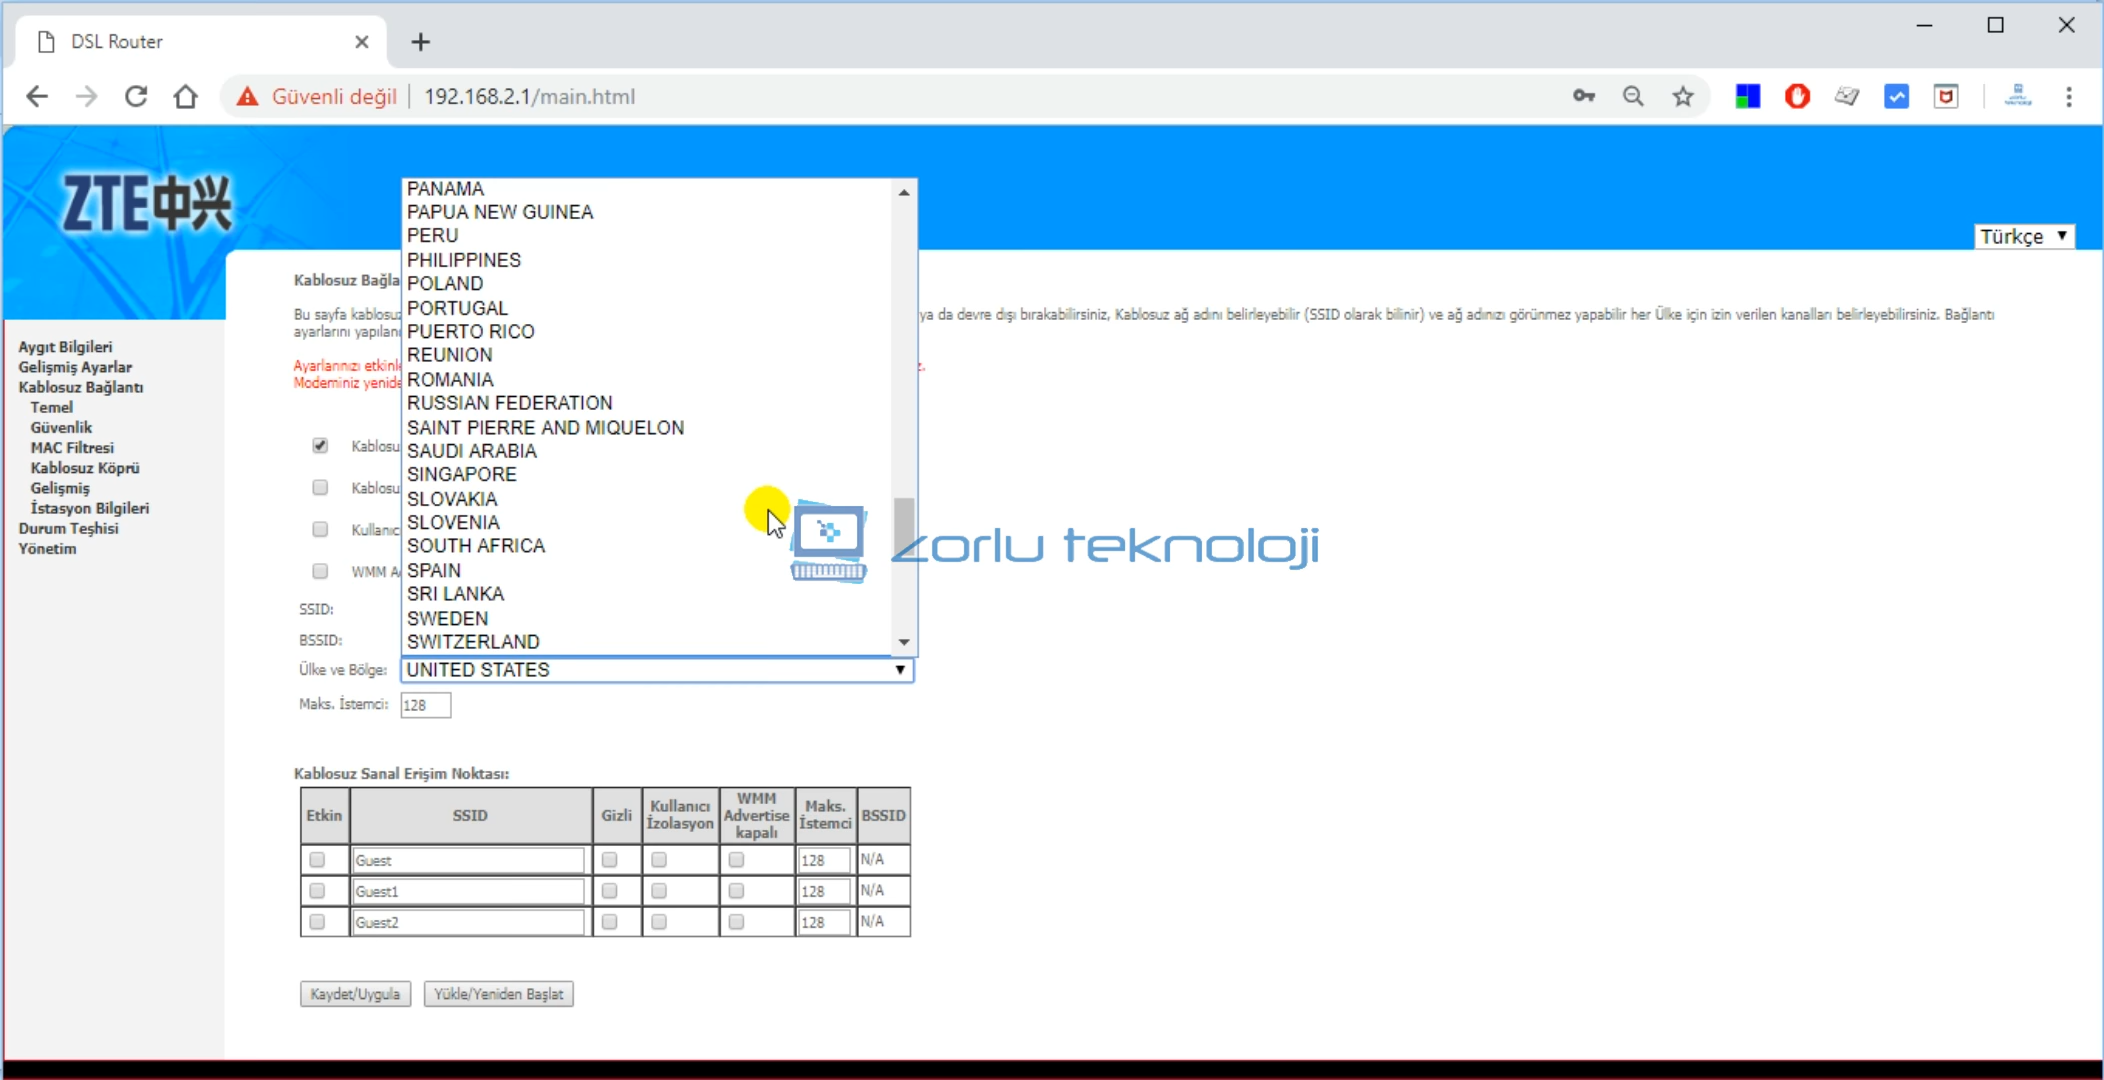 DSL Router
Güvenli değil
192.168.2.1/main.html
zorlu teknoloji
ZTE中兴
Türkçe
Aygıt Bilgileri
Gelişmiş Ayarlar
Kablosuz Bağlantı
Temel
Güvenlik
MAC Filtresi
Kablosuz Köprü
Gelişmiş
İstasyon Bilgileri
Durum Teşhisi
Yönetim
Kablosuz Bağla
Bu sayfa kablosuz ya da devre dışı bırakabilirsiniz, Kablosuz ağ adını belirleyebilir (SSID olarak bilinir) ve ağ adınızı görünmez yapabilir her Ülke için izin verilen kanalları belirleyebilirsiniz. Bağlantı
ayarlarını yapılan
Ayarlarınızı etkinl z.
Modeminiz yenide
PANAMA
PAPUA NEW GUINEA
PERU
PHILIPPINES
POLAND
PORTUGAL
PUERTO RICO
REUNION
ROMANIA
RUSSIAN FEDERATION
SAINT PIERRE AND MIQUELON
SAUDI ARABIA
SINGAPORE
SLOVAKIA
SLOVENIA
SOUTH AFRICA
SPAIN
SRI LANKA
SWEDEN
SWITZERLAND
Kablosu
Kablosu
Kullanıc
WMM A
SSID:
BSSID:
Ülke ve Bölge: UNITED STATES
Maks. İstemci: 128
zorlu teknoloji
Kablosuz Sanal Erişim Noktası:
Etkin SSID Gizli Kullanıcı İzolasyon WMM Advertise kapalı Maks. İstemci BSSID
Guest 128 N/A
Guest1 128 N/A
Guest2 128 N/A
Kaydet/Uygula Yükle/Yeniden Başlat